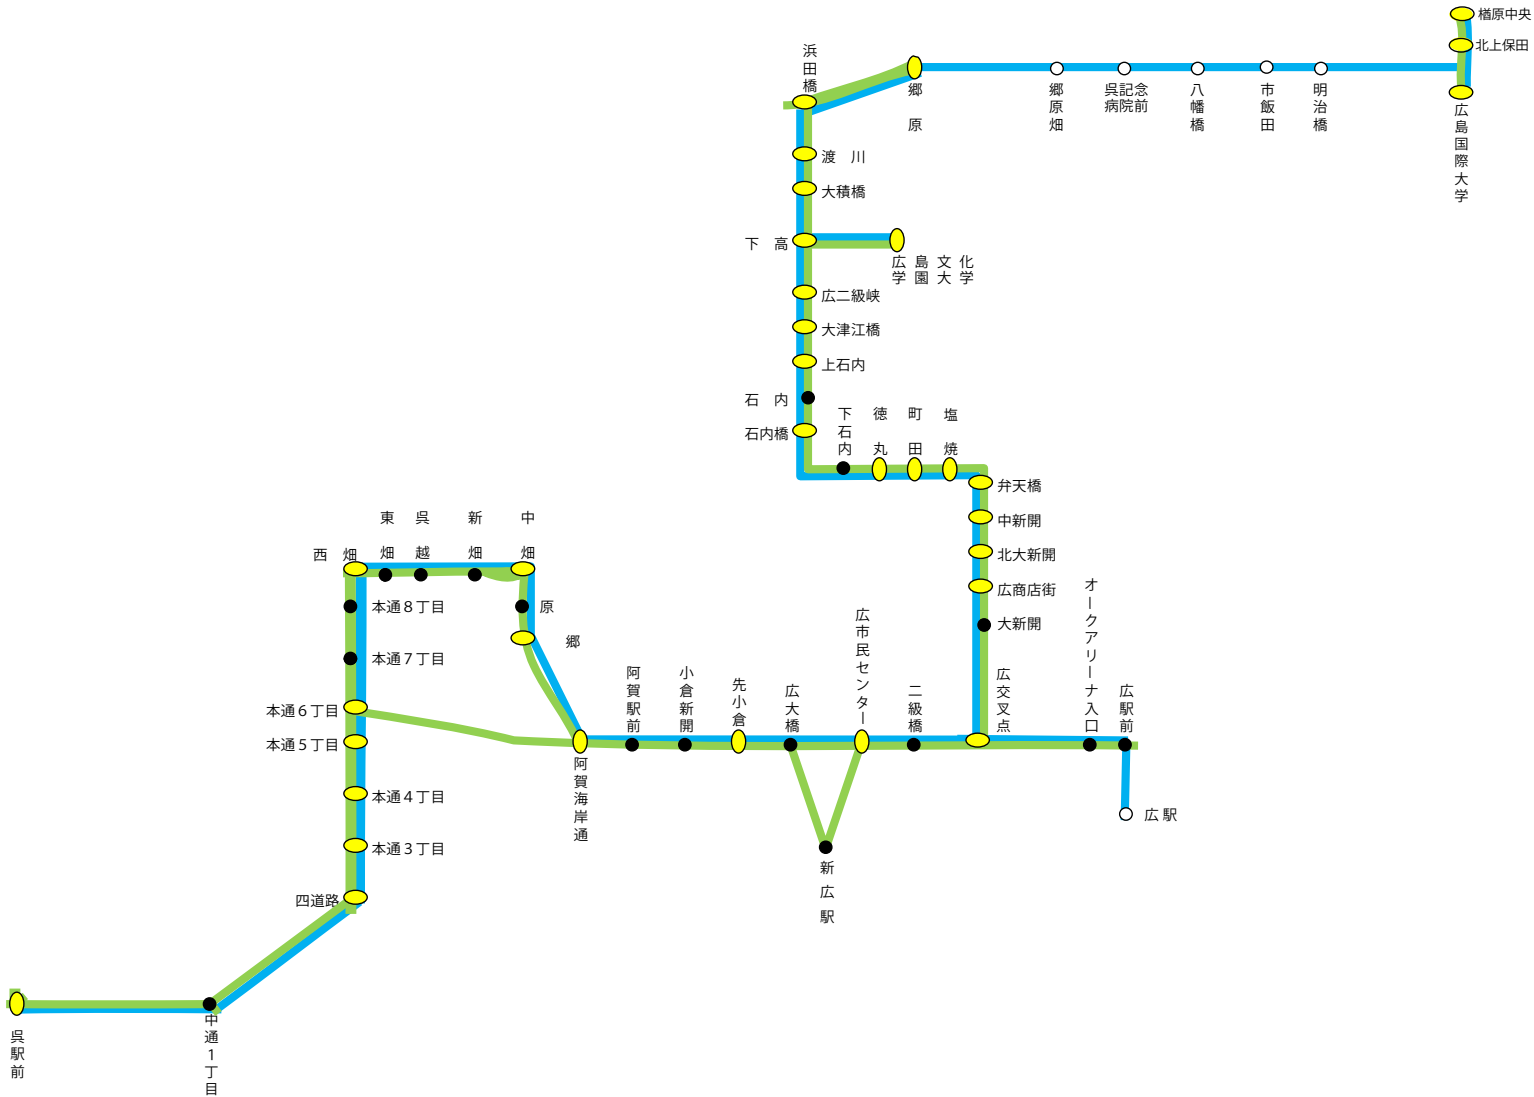 楢原中央
北上保田
広島国際大学
明治橋
市飯田
八幡橋
呉記念
病院前
郷原畑
郷原
浜田橋
渡川
大積橋
下高
広島文化
学園大学
広二級峡
大津江橋
上石内
石内
石内橋
下石内
徳丸
町田
塩焼
弁天橋
中新開
北大新開
広商店街
大新開
広交叉点
オークアリーナ入口
広駅前
広駅
二級橋
広市民センター
新広駅
広大橋
先小倉
小倉新開
阿賀駅前
阿賀海岸通
郷
原
中畑
新畑
呉越
東畑
西畑
本通8丁目
本通7丁目
本通6丁目
本通5丁目
本通4丁目
本通3丁目
四道路
中通1丁目
呉駅前